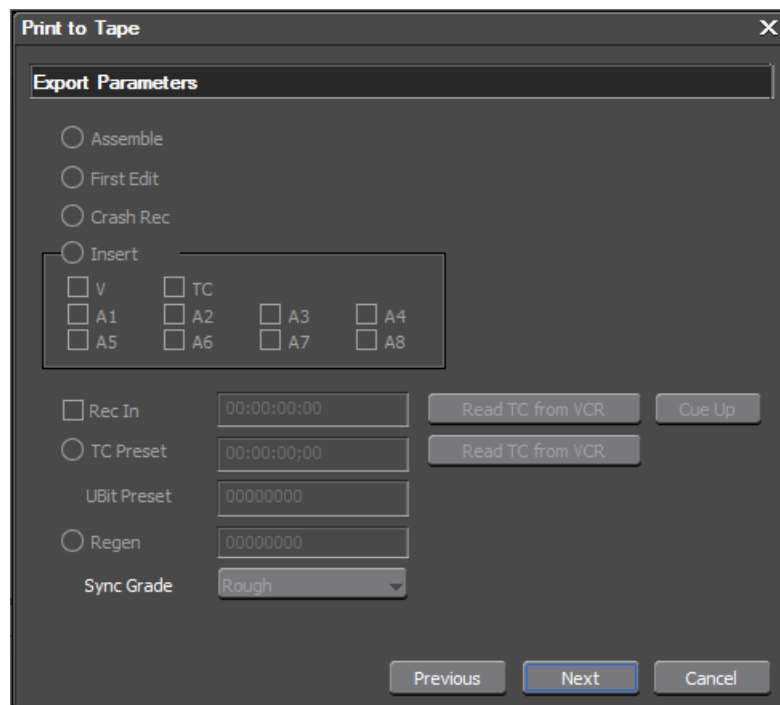 Print to Tape
Export Parameters
Assemble
First Edit
Crash Rec
Insert
V TC
A1 A2 A3 A4
A5 A6 A7 A8
Rec In 00:00:00:00 Read TC from VCR Cue Up
TC Preset 00:00:00;00 Read TC from VCR
UBit Preset 00000000
Regen 00000000
Sync Grade Rough
Previous Next Cancel